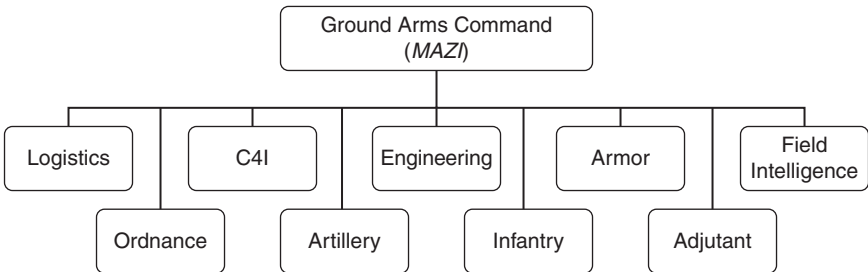 Ground Arms Command
(MAZI)
Logistics
C4I
Engineering
Armor
Field
Intelligence
Ordnance
Artillery
Infantry
Adjutant